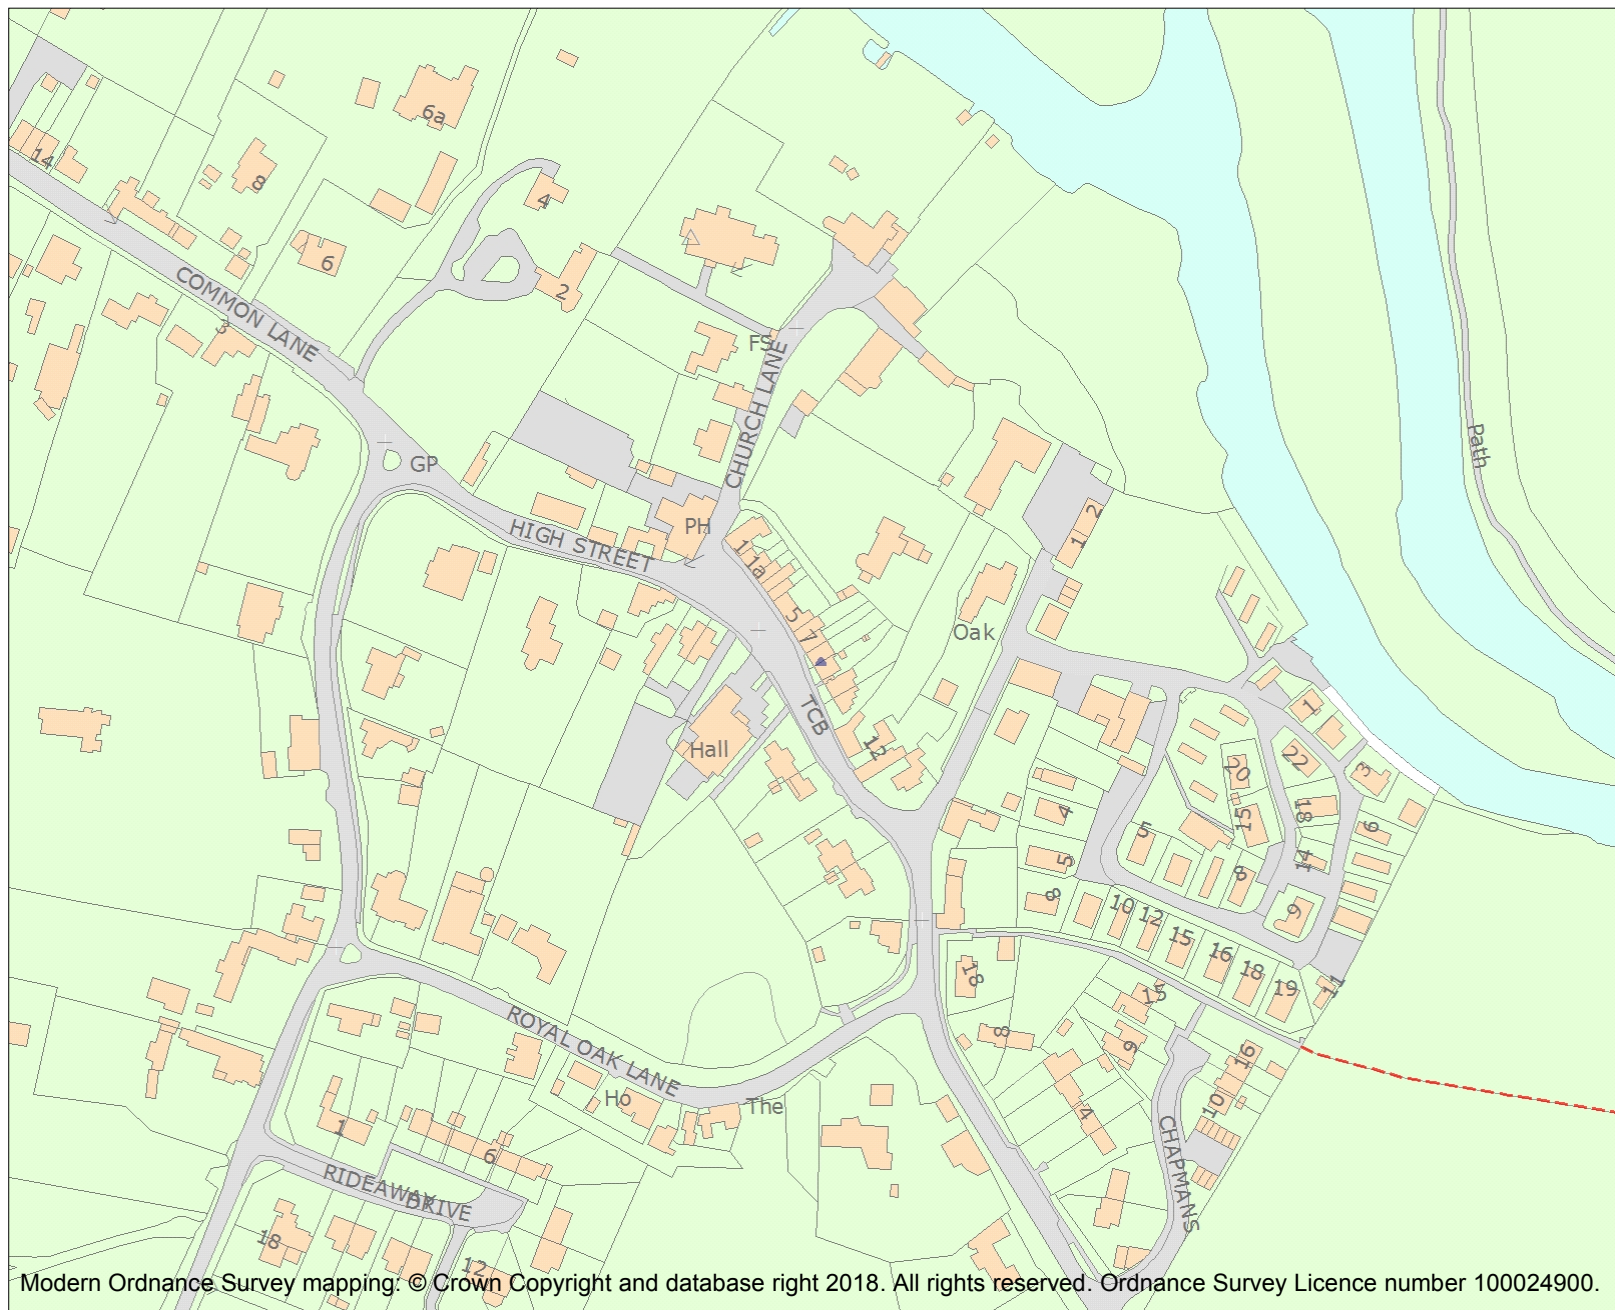 6a
14
8
4
6
2
COMMON LANE
3
FS
CHURCH LANE
GP
HIGH STREET
PH
Path
2
1
1
1a
5
7
Oak
TCB
Hall
12
1
22
3
20
15
18
6
14
4
5
5
8
8
9
10
12
15
16
18
19
11
18
15
8
9
16
10
4
ROYAL OAK LANE
Ho
The
CHAPMANS
1
6
RIDEAWAY
DRIVE
18
12
Modern Ordnance Survey mapping: © Crown Copyright and database right 2018. All rights reserved. Ordnance Survey Licence number 100024900.